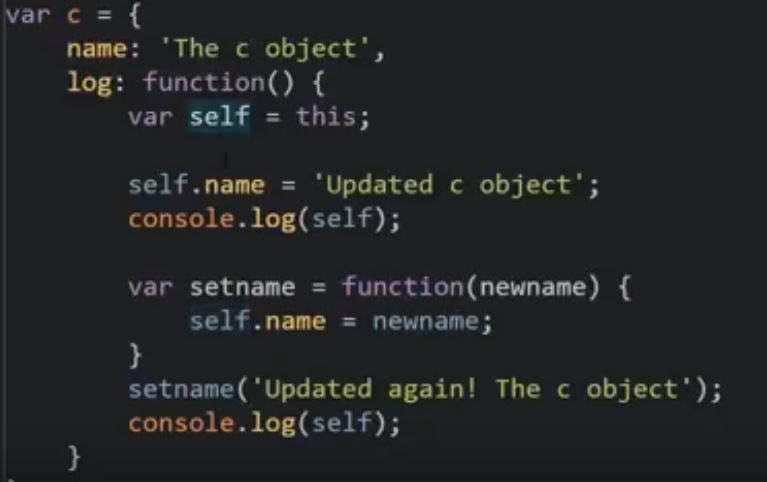 var c = {
    name: 'The c object',
    log: function() {
        var self = this;

        self.name = 'Updated c object';
        console.log(self);

        var setname = function(newname) {
            self.name = newname;
        }
        setname('Updated again! The c object');
        console.log(self);
    }